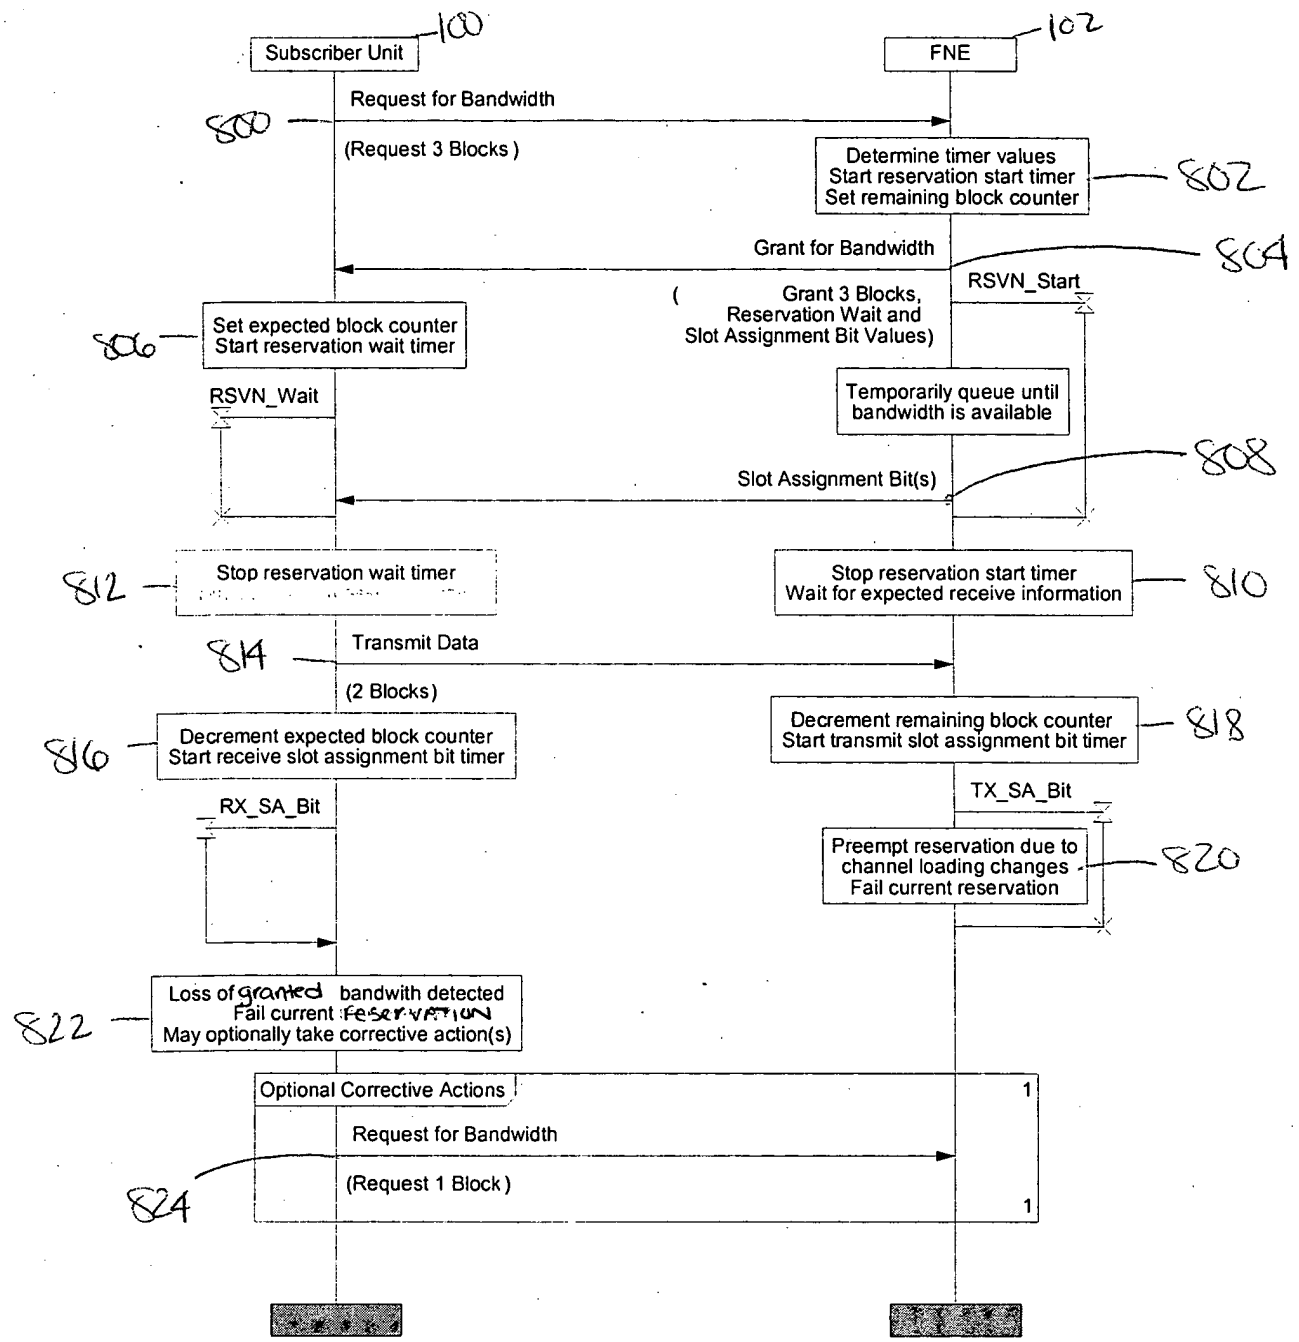 100
102
Subscriber Unit
FNE
Request for Bandwidth
800
(Request 3 Blocks)
Determine timer values
Start reservation start timer
Set remaining block counter
802
Grant for Bandwidth
804
RSVN_Start
( Grant 3 Blocks,
Reservation Wait and
Slot Assignment Bit Values)
Set expected block counter
Start reservation wait timer
806
RSVN_Wait
Temporarily queue until
bandwidth is available
808
Slot Assignment Bit(s)
Stop reservation wait timer
812
Stop reservation start timer
Wait for expected receive information
810
Transmit Data
814
(2 Blocks)
Decrement expected block counter
Start receive slot assignment bit timer
816
Decrement remaining block counter
Start transmit slot assignment bit timer
818
RX_SA_Bit
TX_SA_Bit
Preempt reservation due to
channel loading changes
Fail current reservation
820
Loss of granted bandwith detected
Fail current reservation
May optionally take corrective action(s)
822
Optional Corrective Actions
1
Request for Bandwidth
(Request 1 Block)
824
1